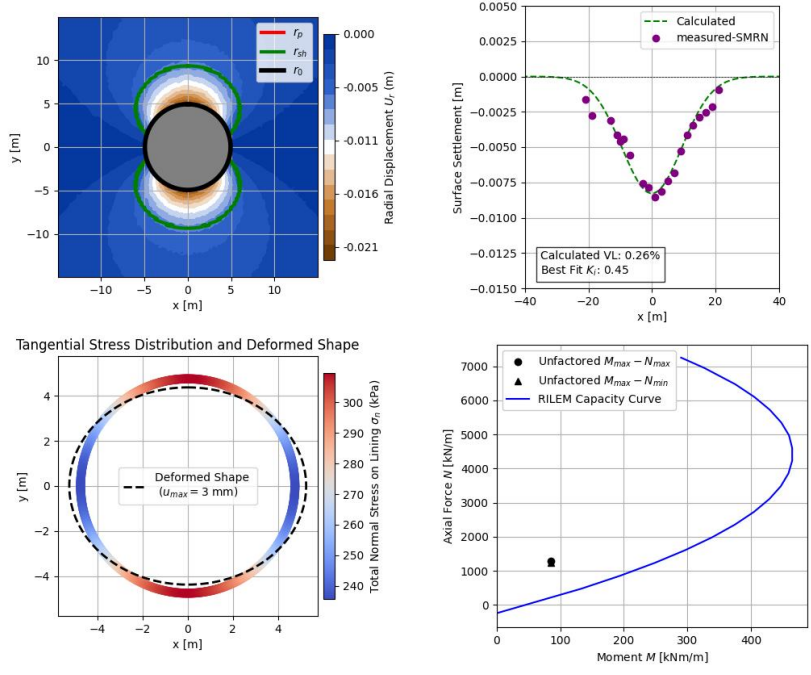 15
10
5
0
−5
−10
y [m]
−10
−5
0
5
10
x [m]
r_p
r_sh
r_0
0.000
-0.005
-0.011
-0.016
-0.021
Radial Displacement U_r (m)
0.0050
0.0025
0.0000
−0.0025
−0.0050
−0.0075
−0.0100
−0.0125
−0.0150
Surface Settlement [m]
Calculated
measured-SMRN
Calculated VL: 0.26%
Best Fit K_i: 0.45
−40
−20
0
20
40
x [m]
Tangential Stress Distribution and Deformed Shape
4
2
0
−2
−4
y [m]
Deformed Shape
(u_max = 3 mm)
−4
−2
0
2
4
x [m]
300
290
280
270
260
250
240
Total Normal Stress on Lining σ_n (kPa)
7000
6000
5000
4000
3000
2000
1000
0
Axial Force N [kN/m]
Unfactored M_max − N_max
Unfactored M_max − N_min
RILEM Capacity Curve
0
100
200
300
400
Moment M [kNm/m]